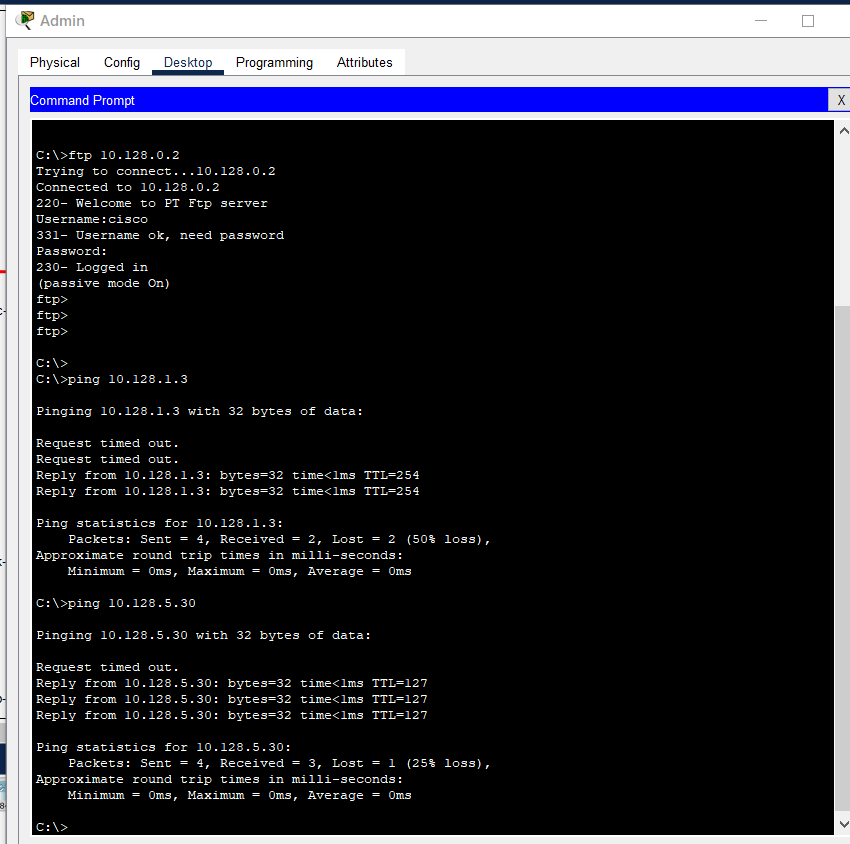 Admin
Physical Config Desktop Programming Attributes
Command Prompt X
C:\>ftp 10.128.0.2
Trying to connect...10.128.0.2
Connected to 10.128.0.2
220- Welcome to PT Ftp server
Username:cisco
331- Username ok, need password
Password:
230- Logged in
(passive mode On)
ftp>
ftp>
ftp>
C:\>
C:\>ping 10.128.1.3
Pinging 10.128.1.3 with 32 bytes of data:
Request timed out.
Request timed out.
Reply from 10.128.1.3: bytes=32 time<1ms TTL=254
Reply from 10.128.1.3: bytes=32 time<1ms TTL=254
Ping statistics for 10.128.1.3:
    Packets: Sent = 4, Received = 2, Lost = 2 (50% loss),
Approximate round trip times in milli-seconds:
    Minimum = 0ms, Maximum = 0ms, Average = 0ms
C:\>ping 10.128.5.30
Pinging 10.128.5.30 with 32 bytes of data:
Request timed out.
Reply from 10.128.5.30: bytes=32 time<1ms TTL=127
Reply from 10.128.5.30: bytes=32 time<1ms TTL=127
Reply from 10.128.5.30: bytes=32 time<1ms TTL=127
Ping statistics for 10.128.5.30:
    Packets: Sent = 4, Received = 3, Lost = 1 (25% loss),
Approximate round trip times in milli-seconds:
    Minimum = 0ms, Maximum = 0ms, Average = 0ms
C:\>